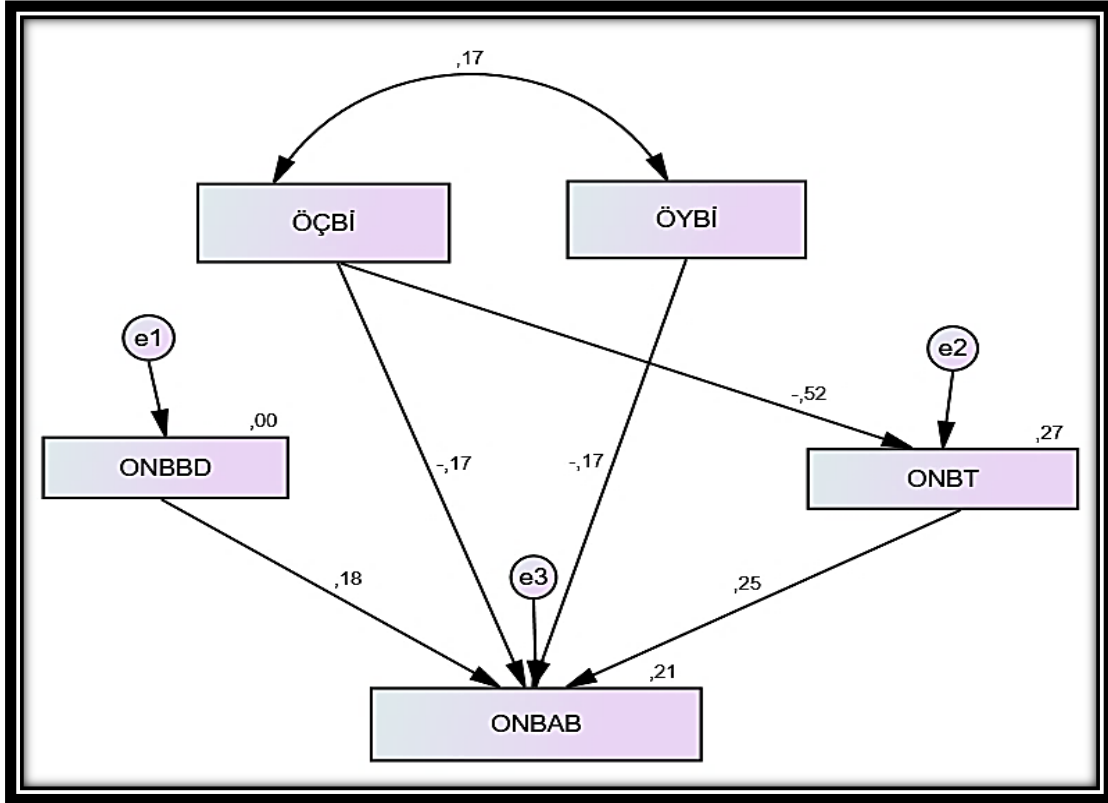 ,17
ÖÇBİ
ÖYBİ
e1
e2
-,52
,00
,27
ONBBD
-,17
-,17
ONBT
,18
e3
,25
,21
ONBAB